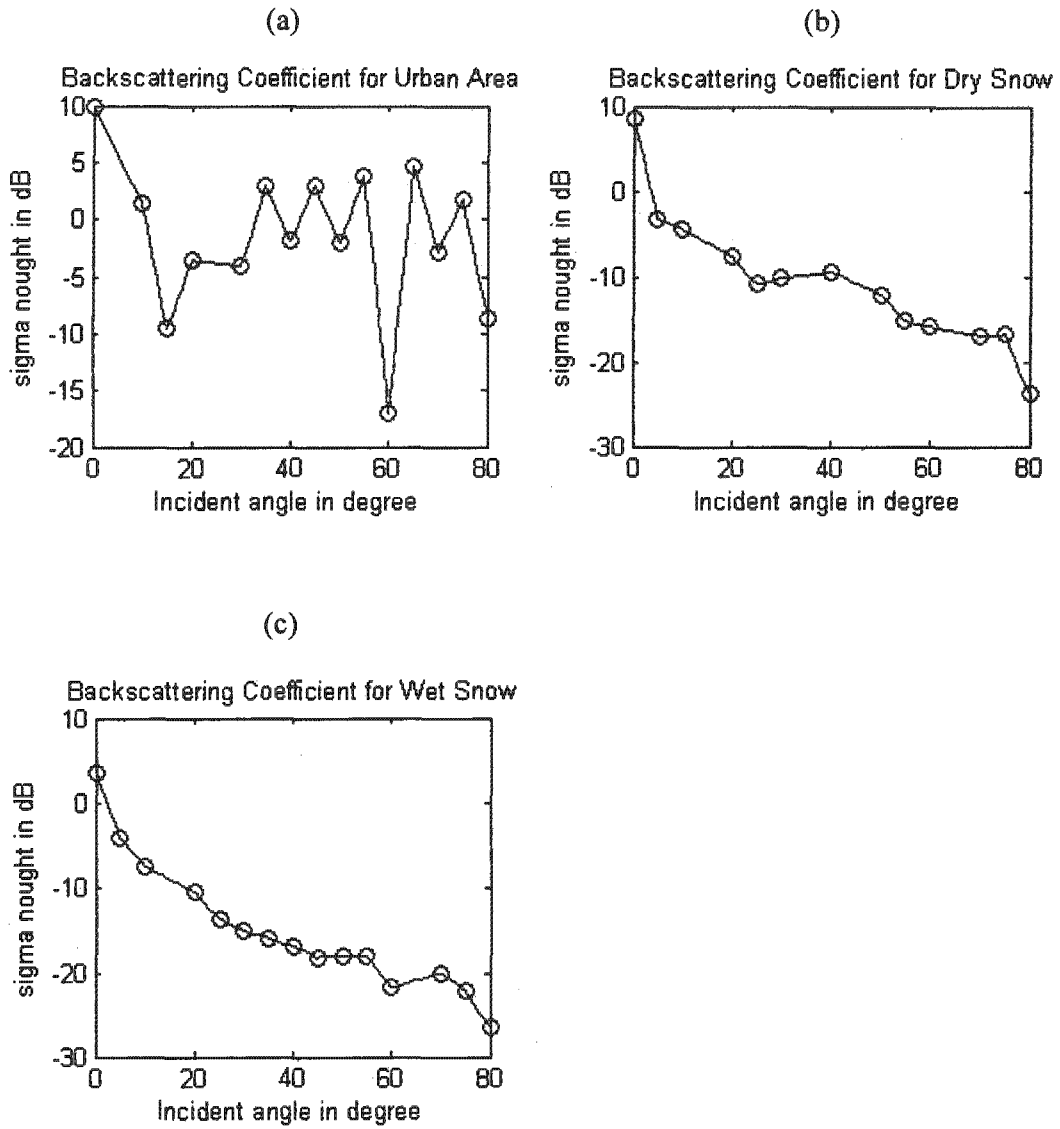 (a)
Backscattering Coefficient for Urban Area
10
5
0
-5
-10
-15
-20
sigma nought in dB
0 20 40 60 80
Incident angle in degree
(b)
Backscattering Coefficient for Dry Snow
10
0
-10
-20
-30
sigma nought in dB
0 20 40 60 80
Incident angle in degree
(c)
Backscattering Coefficient for Wet Snow
10
0
-10
-20
-30
sigma nought in dB
0 20 40 60 80
Incident angle in degree